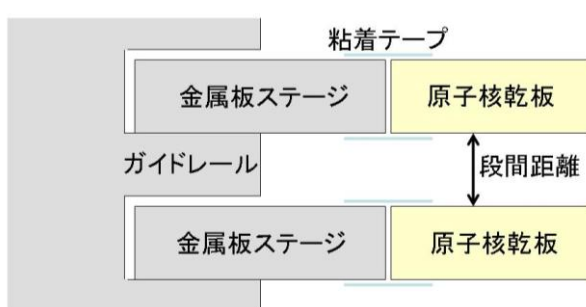 粘着テープ
金属板ステージ
原子核乾板
ガイドレール
段間距離
金属板ステージ
原子核乾板